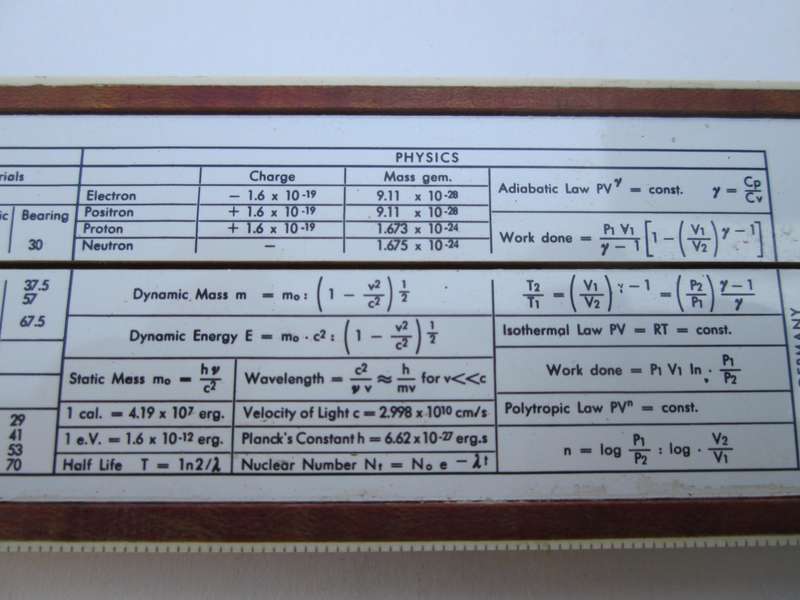 PHYSICS
rials
Charge Mass gem.
Electron − 1.6 x 10-19 9.11 x 10-28
Positron + 1.6 x 10-19 9.11 x 10-28
Proton + 1.6 x 10-19 1.673 x 10-24
Neutron − 1.675 x 10-24
ic Bearing
30
Adiabatic Law PVγ = const. γ = Cp/Cv
Work done = P1 V1/γ − 1 [1 − (V1/V2) γ − 1]
37.5
57
67.5
29
41
53
70
Dynamic Mass m = mo : (1 − v2/c2) 1/2
Dynamic Energy E = mo · c2 : (1 − v2/c2) 1/2
Static Mass mo = hν/c2
Wavelength = c2/ν v ≈ h/mv for v<<c
1 cal. = 4.19 x 107 erg.
Velocity of Light c = 2.998 x 1010 cm/s
1 e.V. = 1.6 x 10-12 erg.
Planck's Constant h = 6.62 x 10-27 erg.s
Half Life T = 1n2/λ
Nuclear Number Nt = No e − λt
T2/T1 = (V1/V2) γ − 1 = (P2/P1) γ − 1/γ
Isothermal Law PV = RT = const.
Work done = P1 V1 ln · P1/P2
Polytropic Law PVn = const.
n = log P1/P2 : log · V2/V1
GERMANY